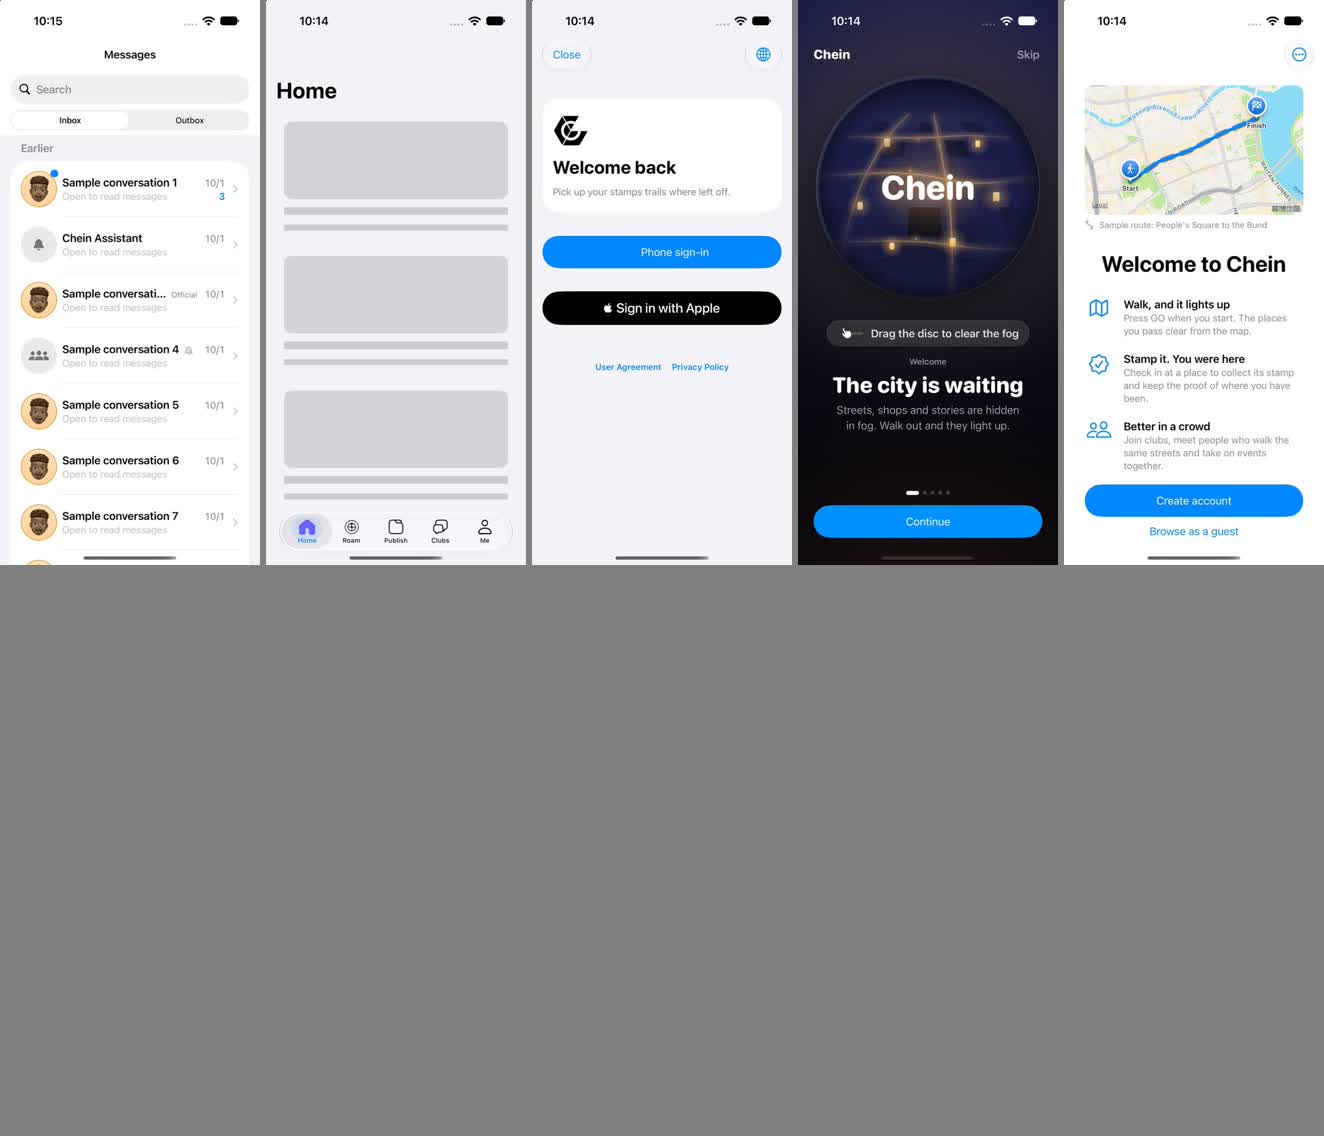 10:15
Messages
Search
Inbox
Outbox
Earlier
Sample conversation 1
10/1
Open to read messages
3
Chein Assistant
10/1
Open to read messages
Sample conversati...
Official
10/1
Open to read messages
Sample conversation 4
10/1
Open to read messages
Sample conversation 5
10/1
Open to read messages
Sample conversation 6
10/1
Open to read messages
Sample conversation 7
10/1
Open to read messages
10:14
Home
Home
Roam
Publish
Clubs
Me
10:14
Close
Welcome back
Pick up your stamps trails where left off.
Phone sign-in
Sign in with Apple
User Agreement
Privacy Policy
10:14
Chein
Skip
Chein
Drag the disc to clear the fog
Welcome
The city is waiting
Streets, shops and stories are hidden
in fog. Walk out and they light up.
Continue
10:14
Finish
Start
Legal
Sample route: People's Square to the Bund
Welcome to Chein
Walk, and it lights up
Press GO when you start. The places
you pass clear from the map.
Stamp it. You were here
Check in at a place to collect its stamp
and keep the proof of where you have
been.
Better in a crowd
Join clubs, meet people who walk the
same streets and take on events
together.
Create account
Browse as a guest